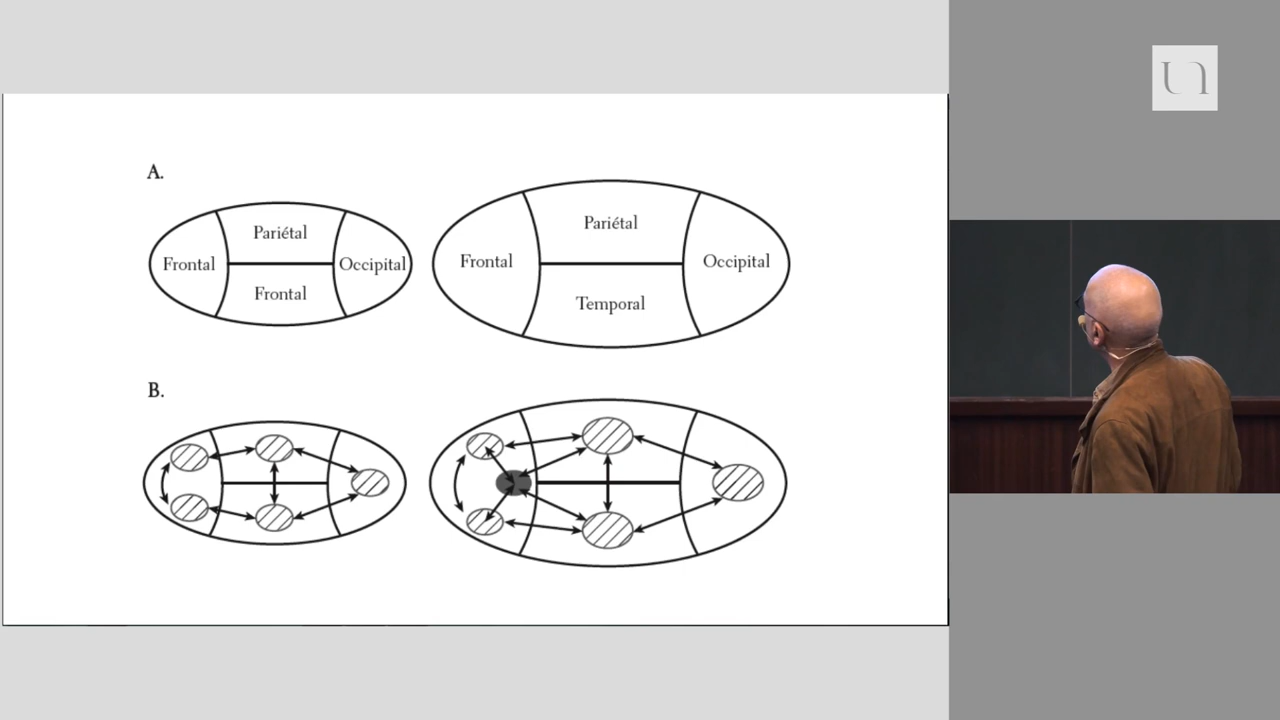 A.
Pariétal
Frontal
Occipital
Frontal
Pariétal
Frontal
Occipital
Temporal
B.